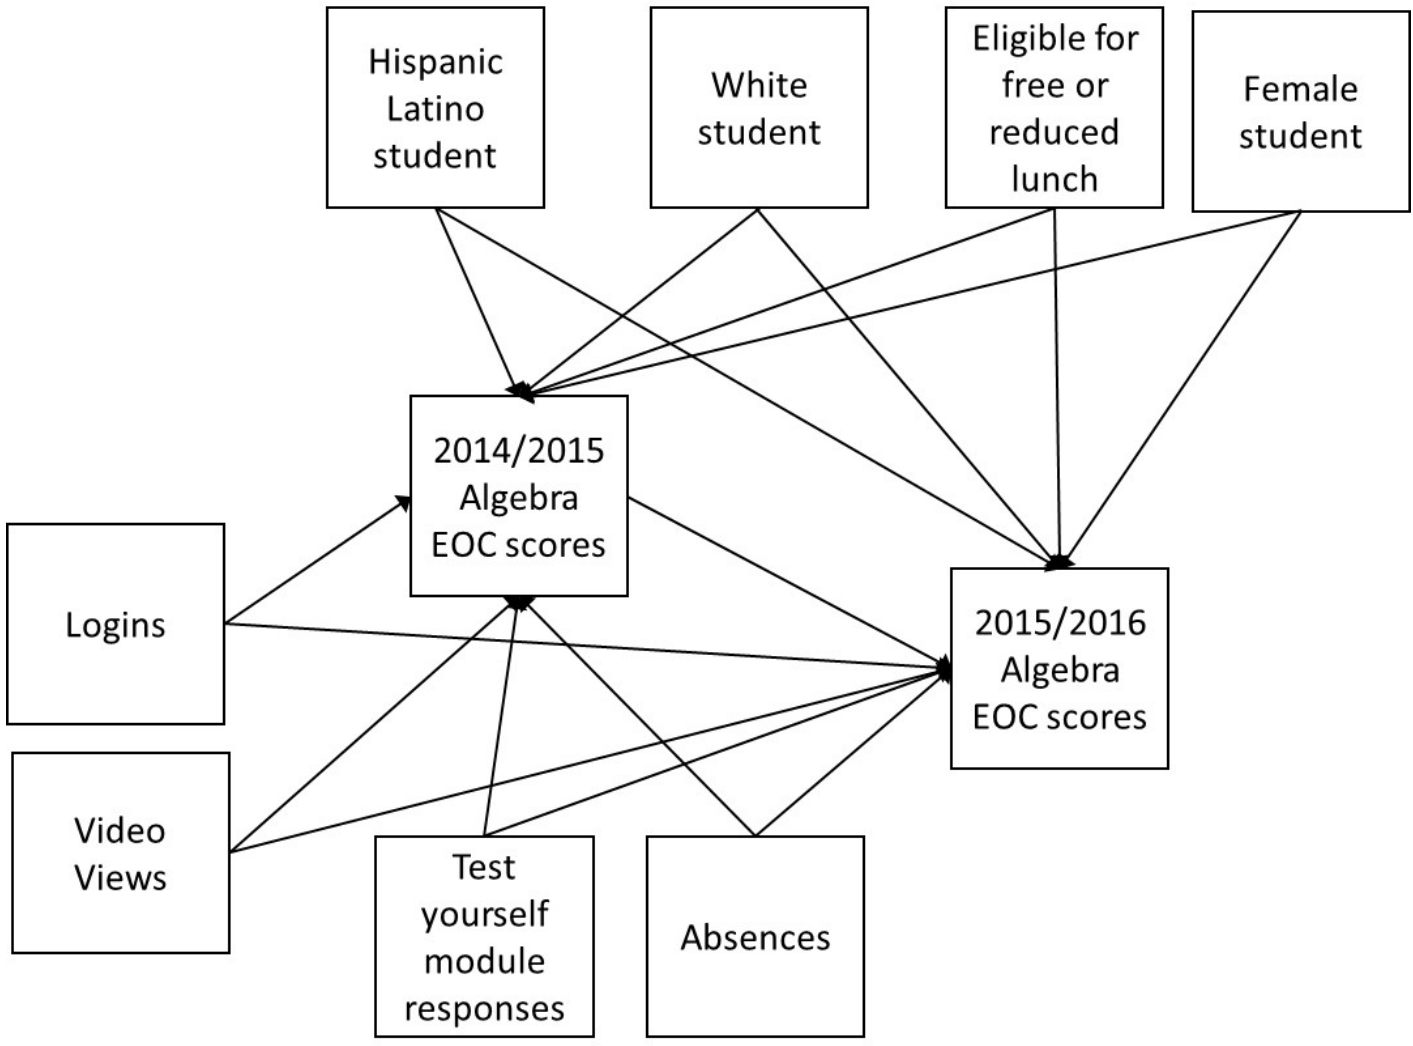 Hispanic
Latino
student
White
student
Eligible for
free or
reduced
lunch
Female
student
2014/2015
Algebra
EOC scores
Logins
2015/2016
Algebra
EOC scores
Video
Views
Test
yourself
module
responses
Absences